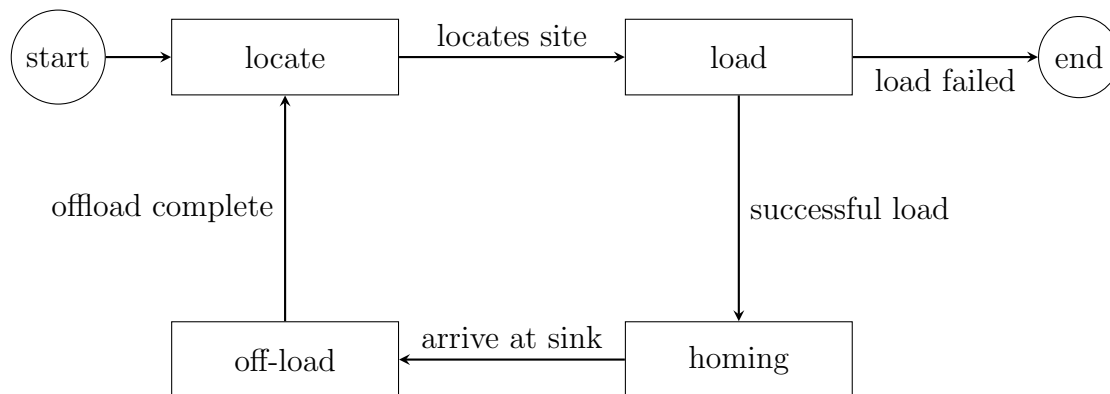 start
locate
locates site
load
load failed
end
offload complete
successful load
off-load
arrive at sink
homing